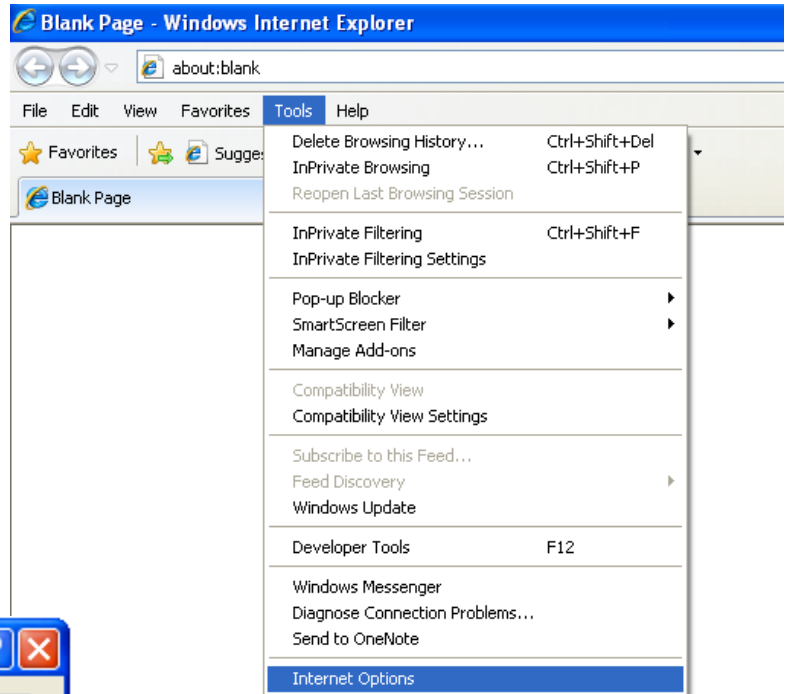 Blank Page - Windows Internet Explorer
about:blank
File Edit View Favorites Tools Help
Favorites
Blank Page
Delete Browsing History... Ctrl+Shift+Del
InPrivate Browsing Ctrl+Shift+P
Reopen Last Browsing Session
InPrivate Filtering Ctrl+Shift+F
InPrivate Filtering Settings
Pop-up Blocker
SmartScreen Filter
Manage Add-ons
Compatibility View
Compatibility View Settings
Subscribe to this Feed...
Feed Discovery
Windows Update
Developer Tools F12
Windows Messenger
Diagnose Connection Problems...
Send to OneNote
Internet Options